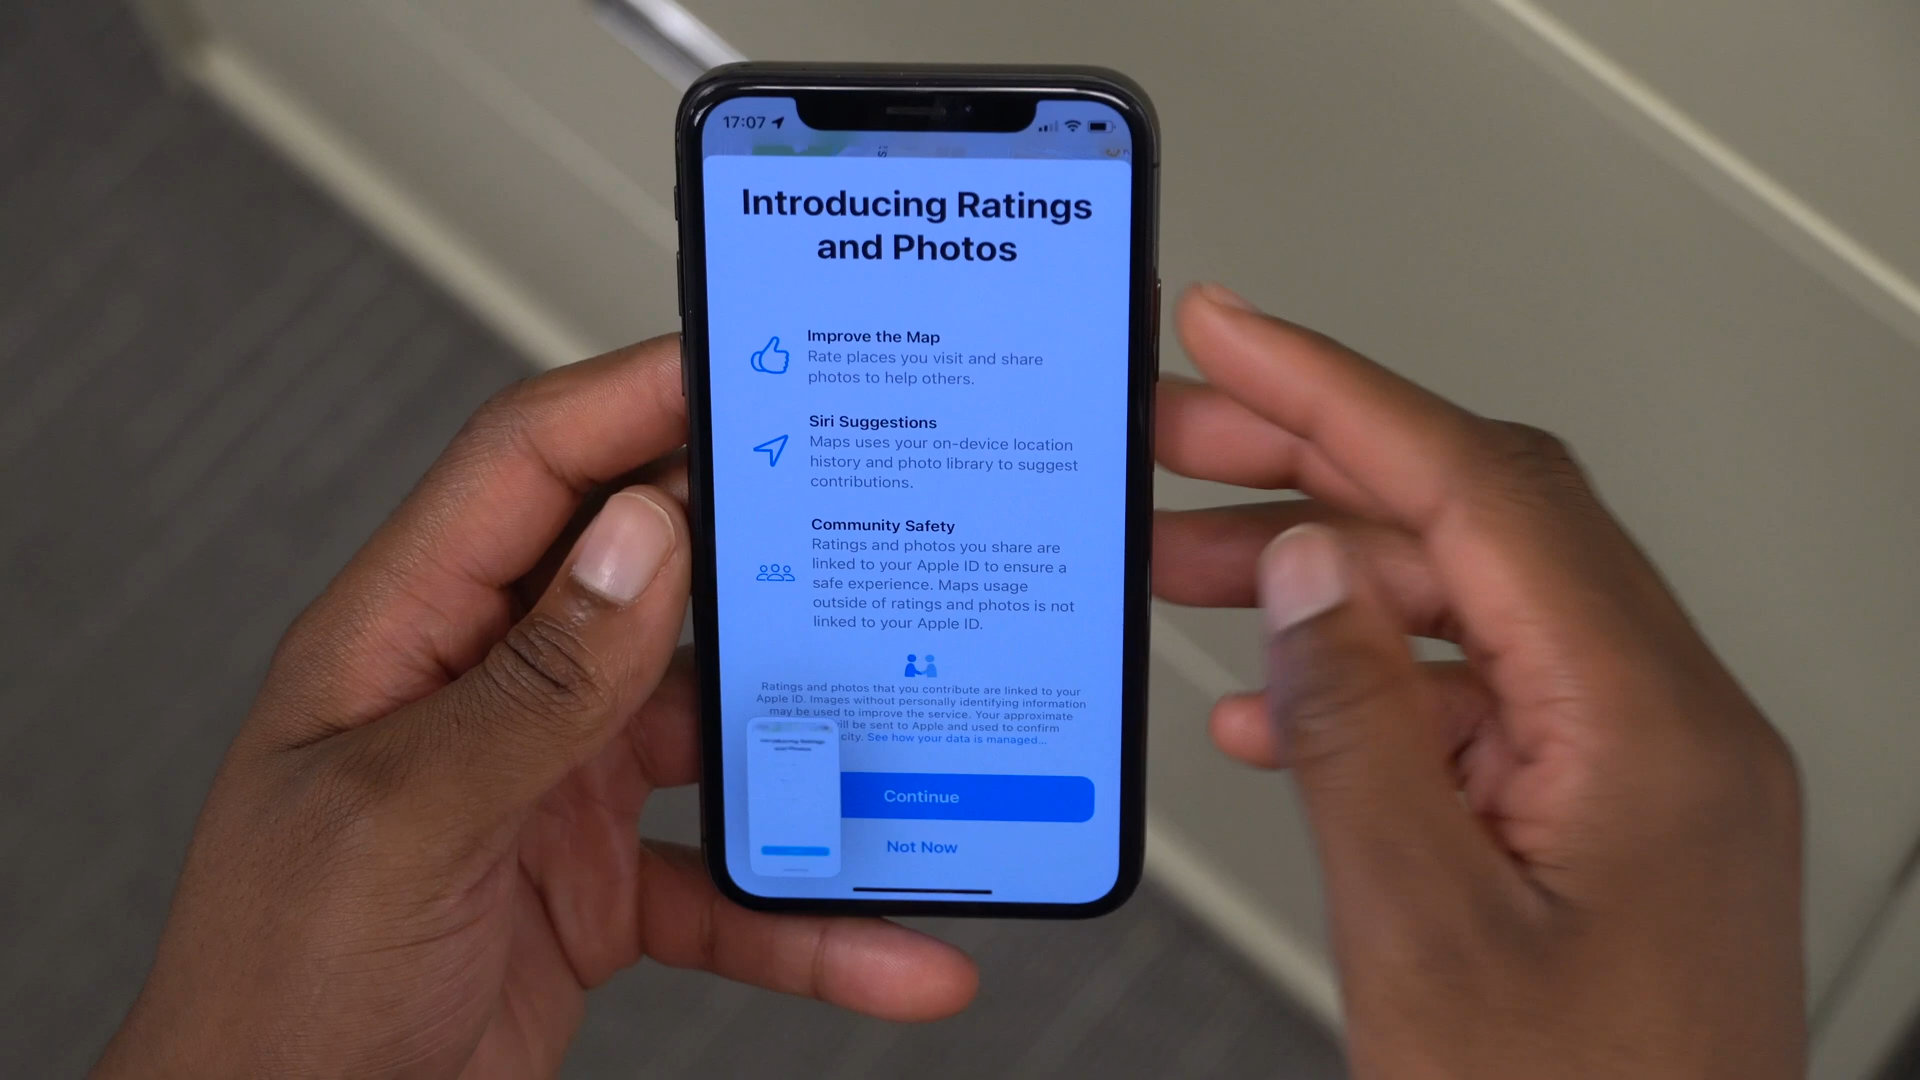 17:07
Introducing Ratings
and Photos
Improve the Map
Rate places you visit and share
photos to help others.
Siri Suggestions
Maps uses your on-device location
history and photo library to suggest
contributions.
Community Safety
Ratings and photos you share are
linked to your Apple ID to ensure a
safe experience. Maps usage
outside of ratings and photos is not
linked to your Apple ID.
Ratings and photos that you contribute are linked to your
Apple ID. Images without personally identifying information
may be used to improve the service. Your approximate
will be sent to Apple and used to confirm
city. See how your data is managed...
Introducing Ratings
and Photos
Continue
Not Now